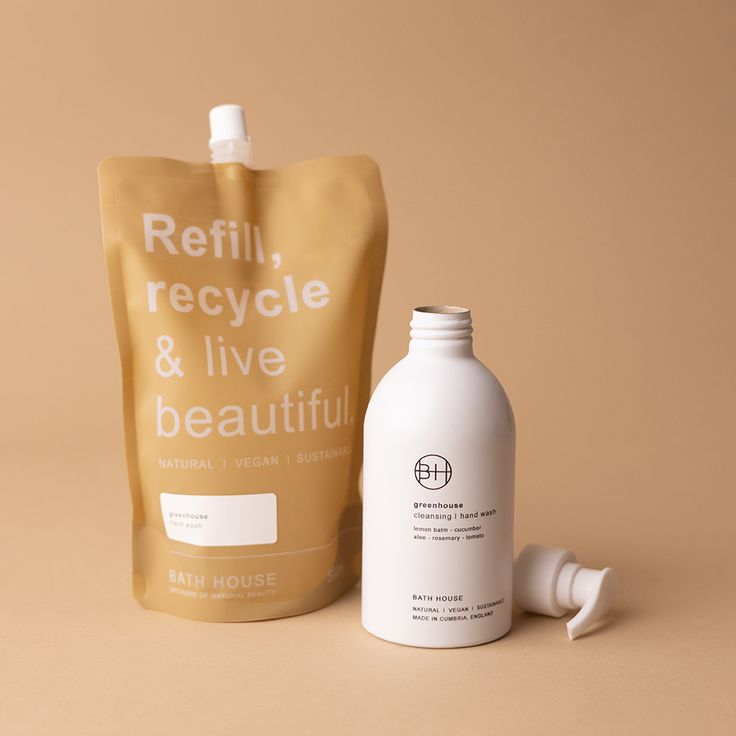 Refill,
recycle
& live
beautiful.
NATURAL | VEGAN | SUSTAINABLE
greenhouse
hand wash
BATH HOUSE
ARTISANS OF NATURAL BEAUTY
BH
greenhouse
cleansing | hand wash
lemon balm - cucumber
aloe - rosemary - tomato
BATH HOUSE
NATURAL | VEGAN | SUSTAINABLE
MADE IN CUMBRIA, ENGLAND